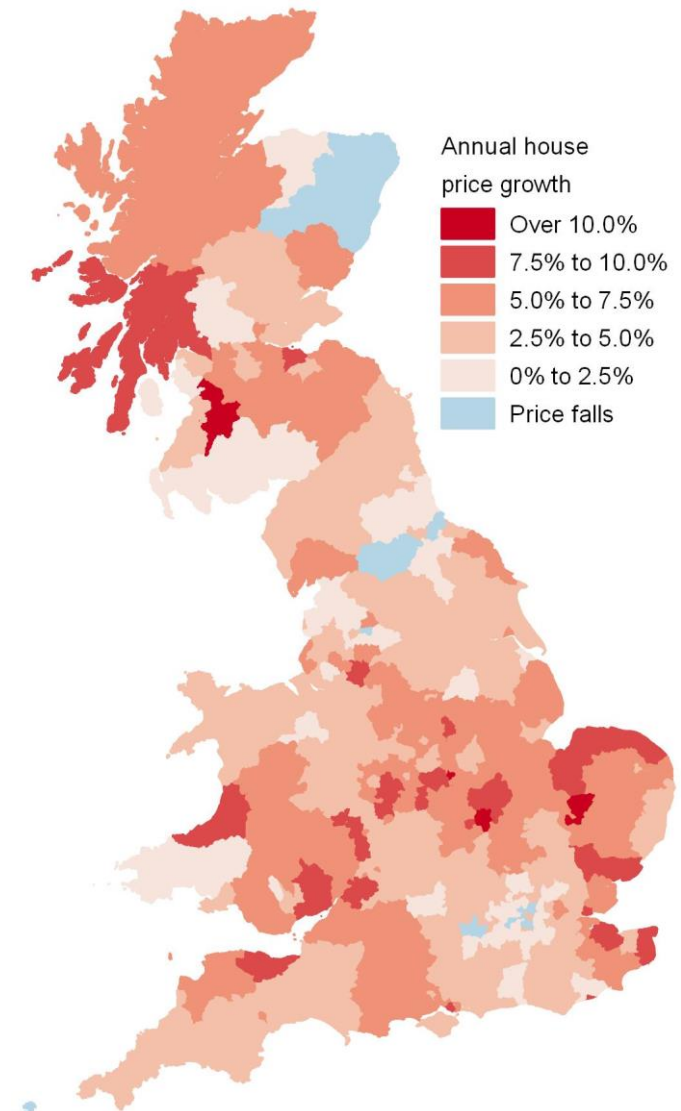 Annual house
price growth
Over 10.0%
7.5% to 10.0%
5.0% to 7.5%
2.5% to 5.0%
0% to 2.5%
Price falls